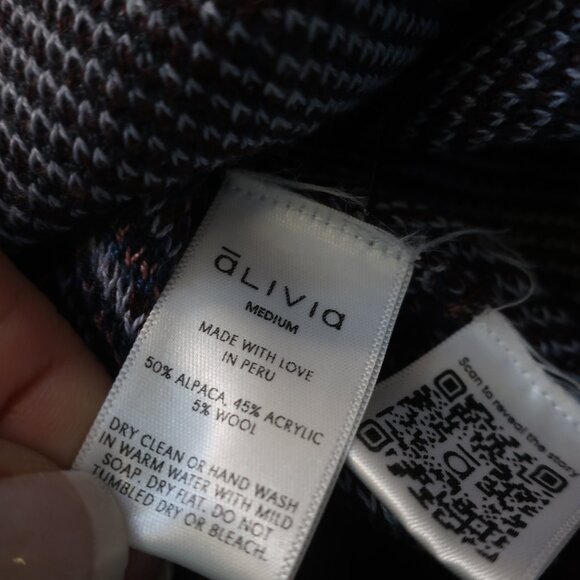 āLIVIA
MEDIUM
MADE WITH LOVE
IN PERU
50% ALPACA, 45% ACRYLIC
5% WOOL
DRY CLEAN OR HAND WASH
IN WARM WATER WITH MILD
SOAP. DRY FLAT. DO NOT
TUMBLED DRY OR BLEACH.
Scan to reveal the story
ā